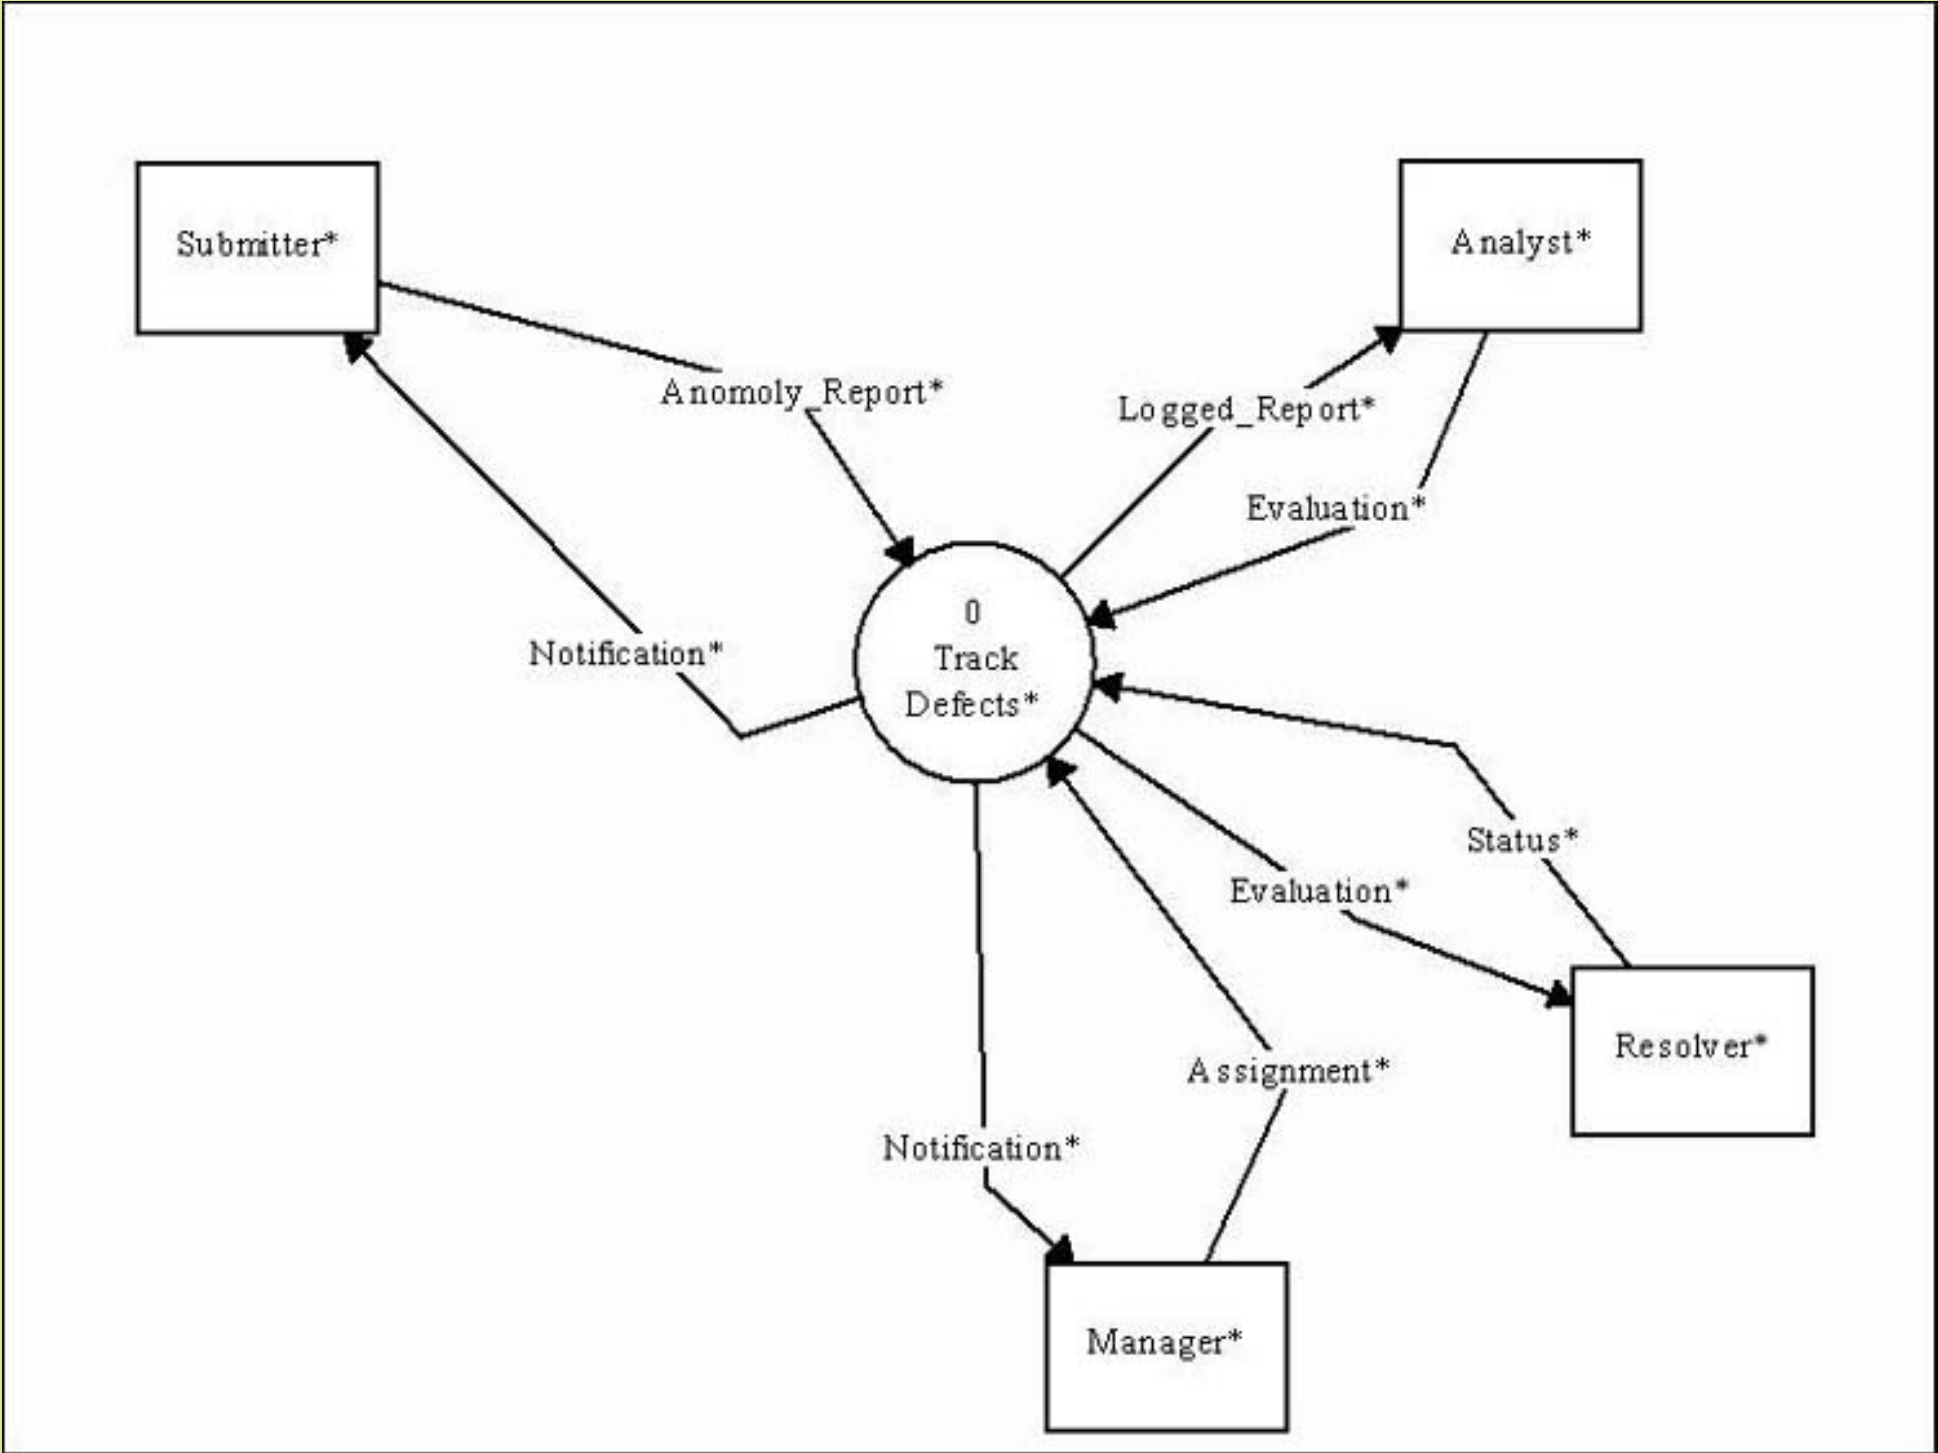 Submitter*
Analyst*
Anomoly_Report*
Logged_Report*
Evaluation*
0
Track
Defects*
Notification*
Status*
Evaluation*
Resolver*
Assignment*
Notification*
Manager*